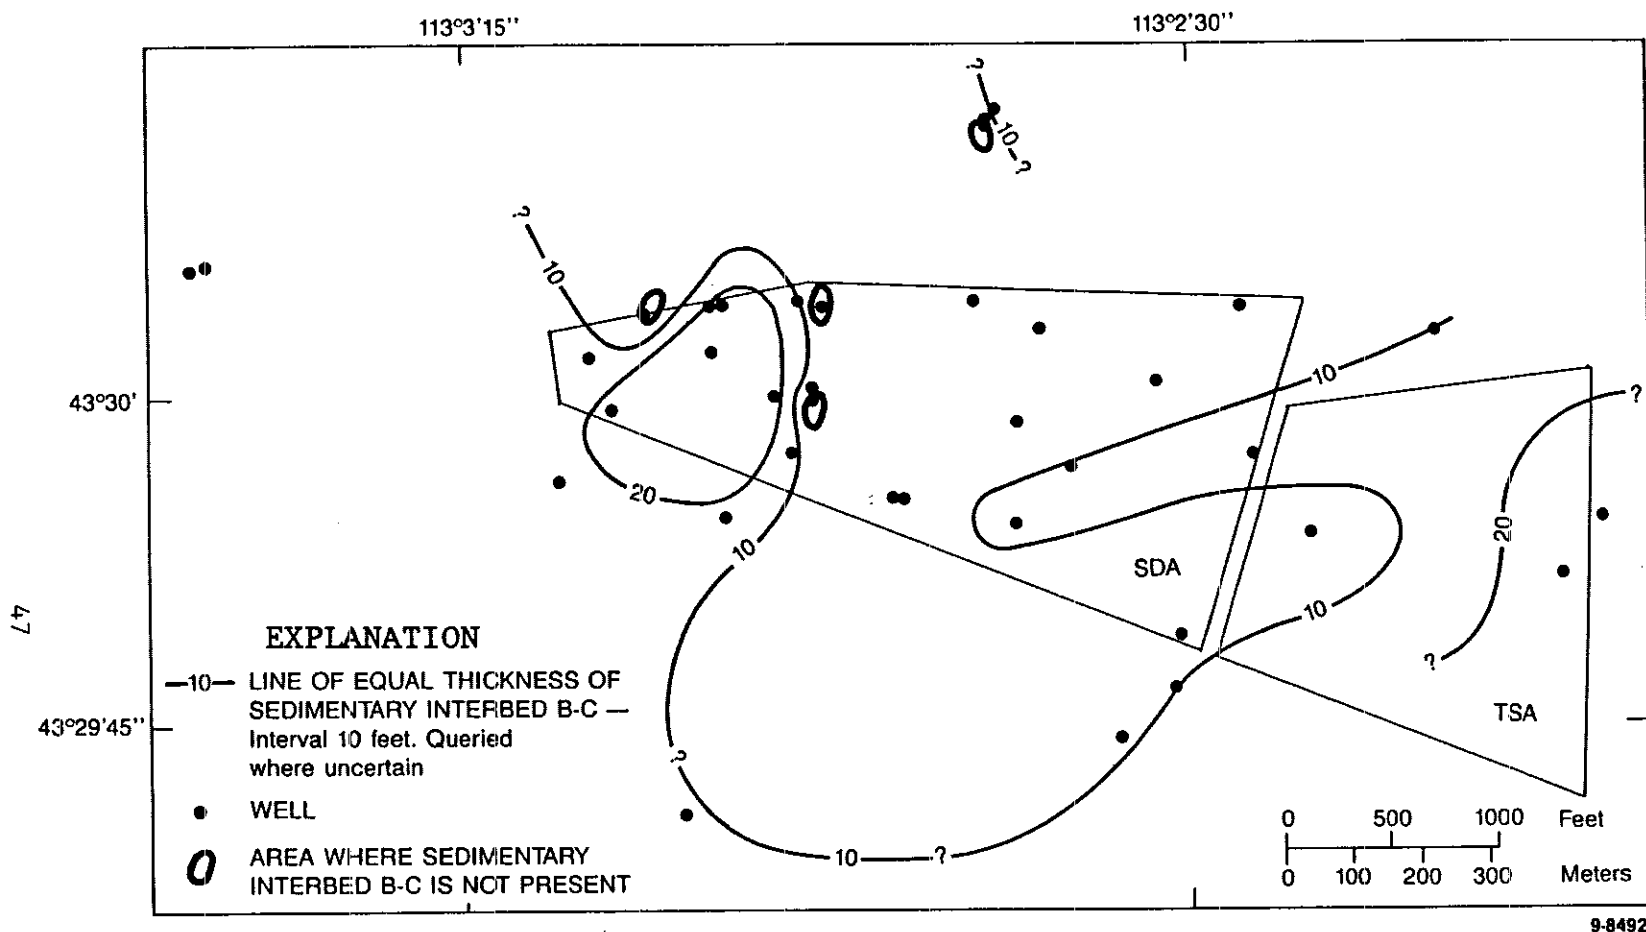 113°3'15''
113°2'30''
?
10
?
?
10
43°30'
10
?
20
20
10
SDA
10
?
47
EXPLANATION
—10— LINE OF EQUAL THICKNESS OF
SEDIMENTARY INTERBED B-C —
Interval 10 feet. Queried
where uncertain
WELL
AREA WHERE SEDIMENTARY
INTERBED B-C IS NOT PRESENT
43°29'45''
?
TSA
10
?
0 500 1000 Feet
0 100 200 300 Meters
9-8492